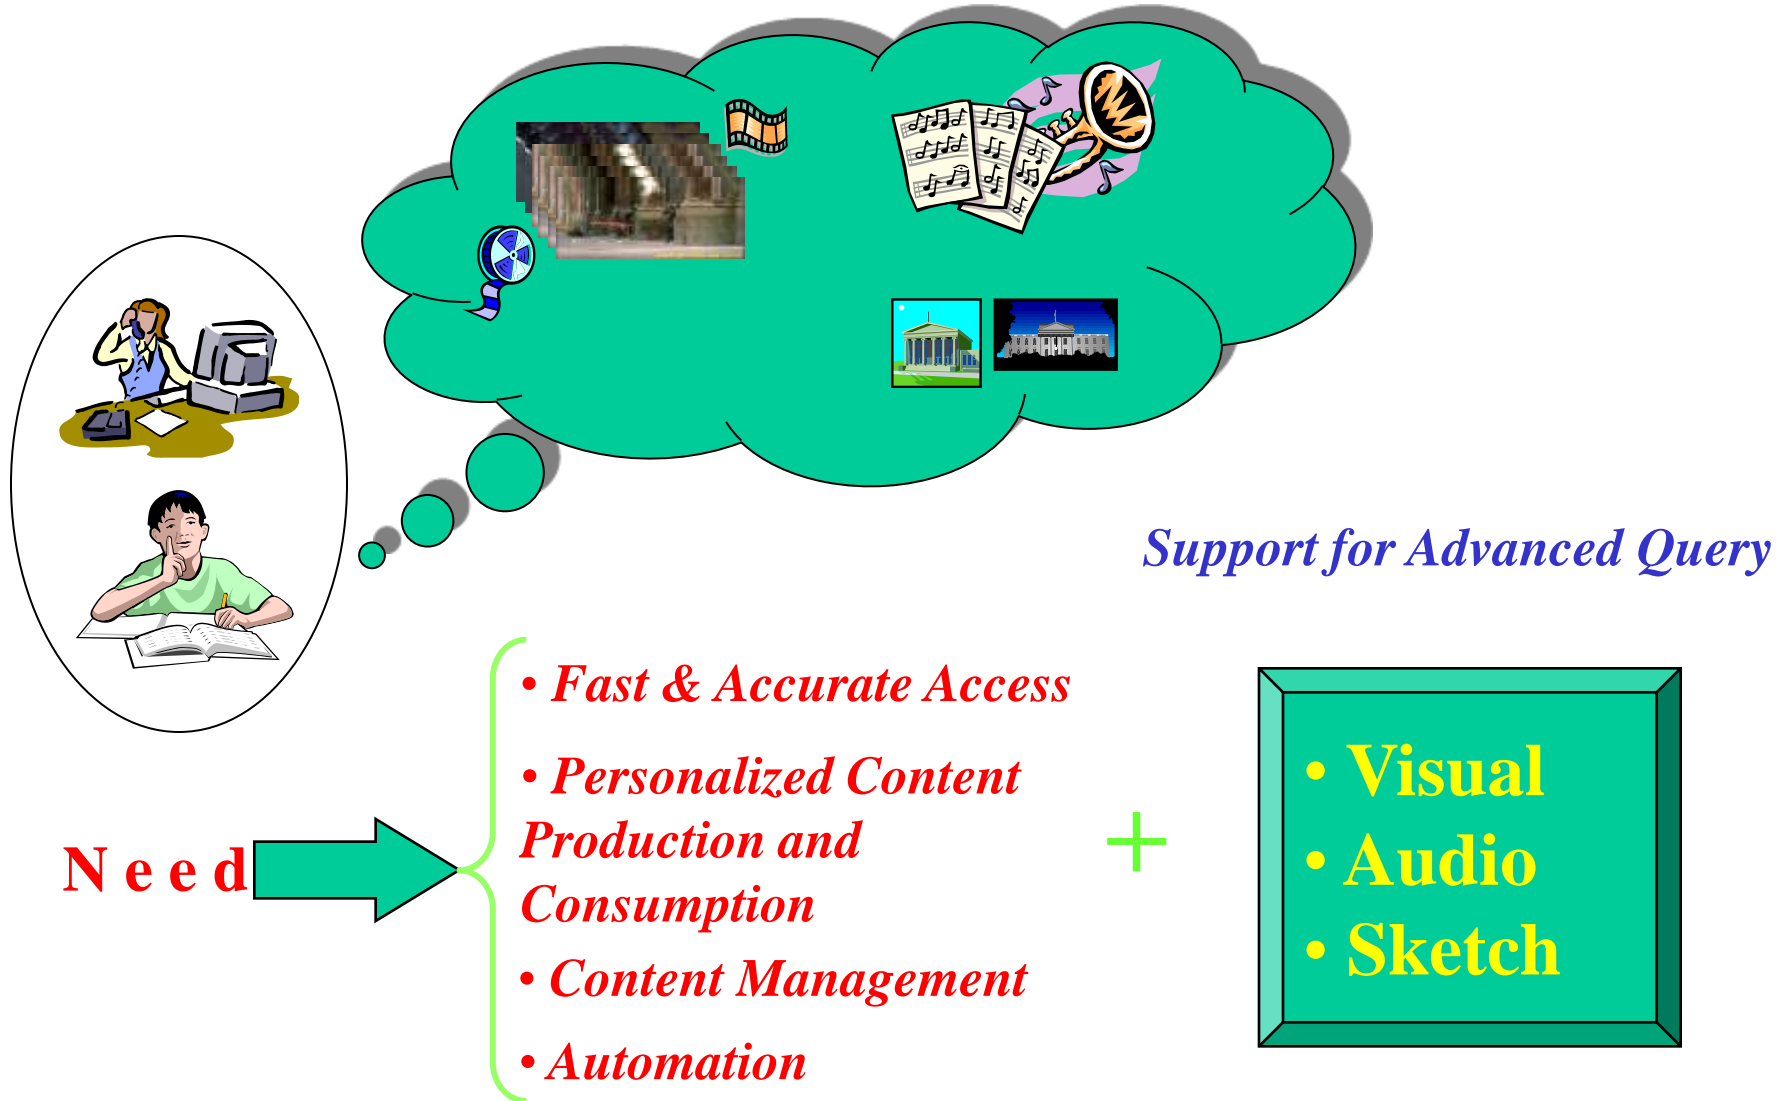 Support for Advanced Query
• Fast & Accurate Access
• Personalized Content
Production and
Consumption
• Content Management
• Automation
N e e d
+
• Visual
• Audio
• Sketch